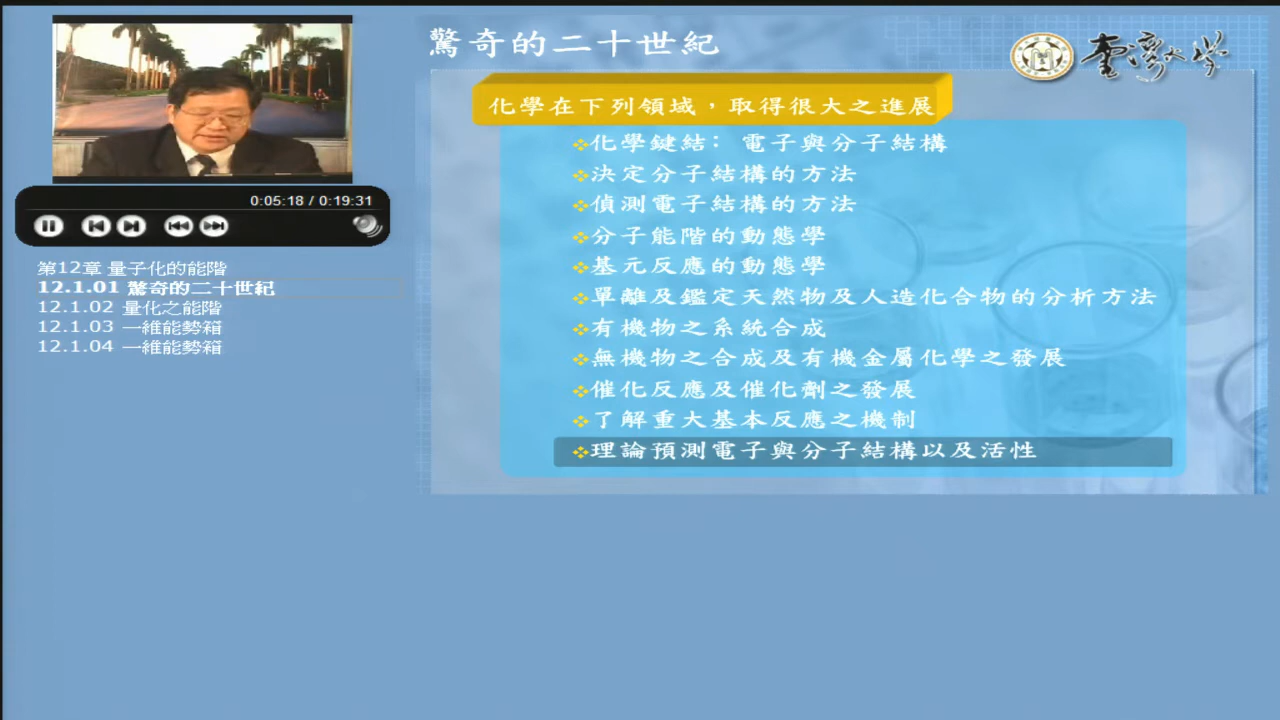 驚奇的二十世紀
臺灣大學
化學在下列領域，取得很大之進展
化學鍵結： 電子與分子結構
決定分子結構的方法
偵測電子結構的方法
分子能階的動態學
基元反應的動態學
單離及鑑定天然物及人造化合物的分析方法
有機物之系統合成
無機物之合成及有機金屬化學之發展
催化反應及催化劑之發展
了解重大基本反應之機制
理論預測電子與分子結構以及活性
0:05:18 / 0:19:31
第12章 量子化的能階
12.1.01 驚奇的二十世紀
12.1.02 量化之能階
12.1.03 一維能勢箱
12.1.04 一維能勢箱